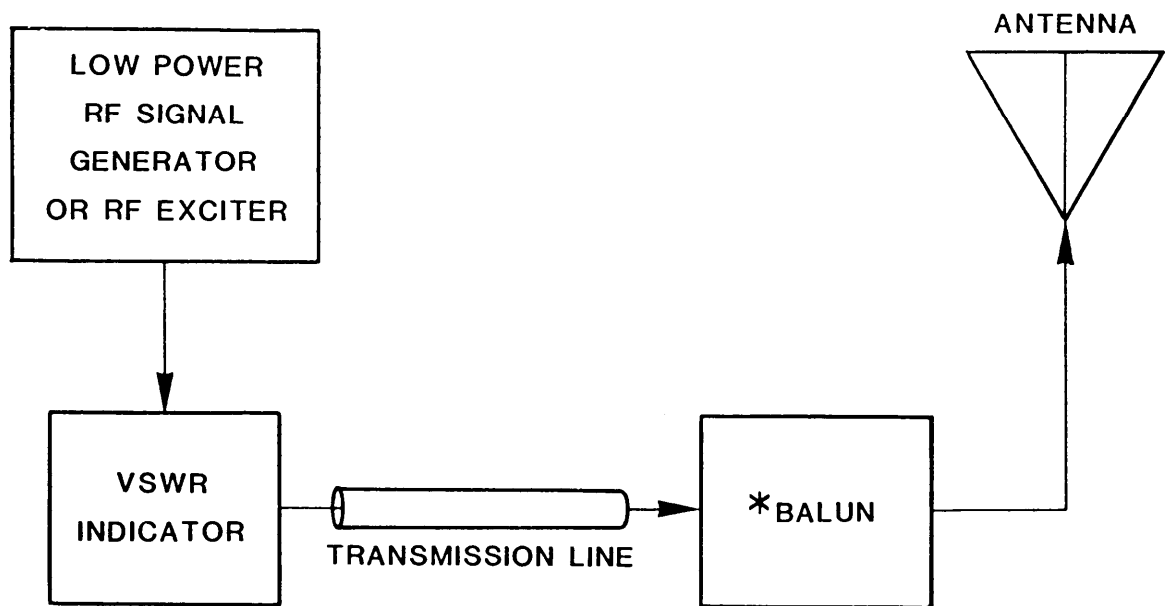 LOW POWER
RF SIGNAL
GENERATOR
OR RF EXCITER
ANTENNA
VSWR
INDICATOR
TRANSMISSION LINE
*BALUN